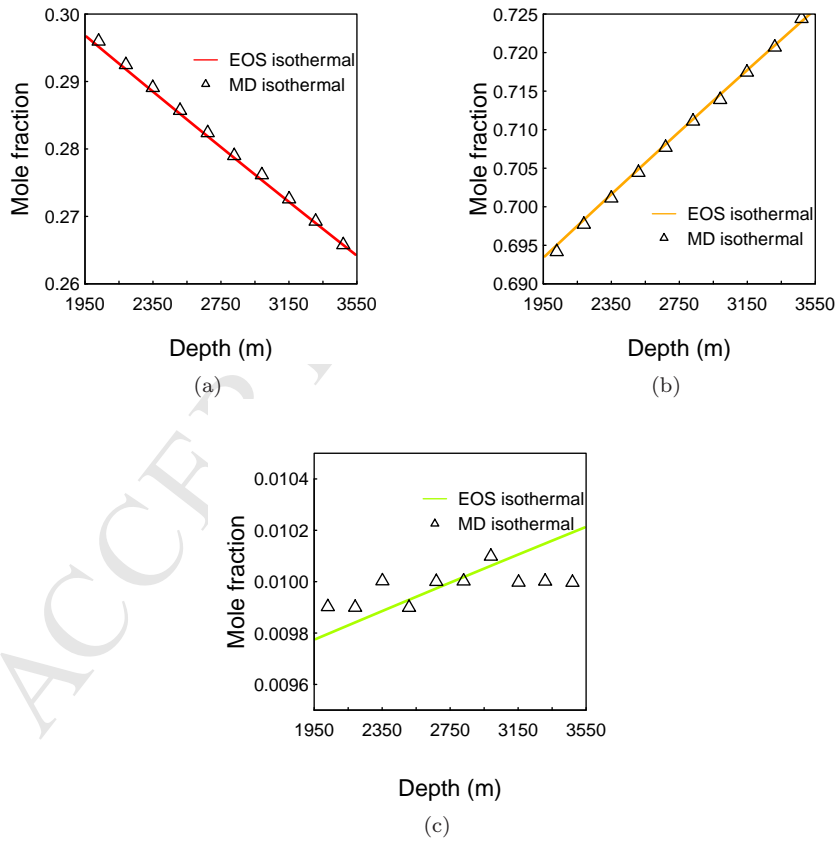 0.30
0.29
0.28
0.27
0.26
Mole fraction
EOS isothermal
MD isothermal
1950 2350 2750 3150 3550
Depth (m)
(a)
0.725
0.720
0.715
0.710
0.705
0.700
0.695
0.690
Mole fraction
EOS isothermal
MD isothermal
1950 2350 2750 3150 3550
Depth (m)
(b)
0.0104
0.0102
0.0100
0.0098
0.0096
Mole fraction
EOS isothermal
MD isothermal
1950 2350 2750 3150 3550
Depth (m)
(c)